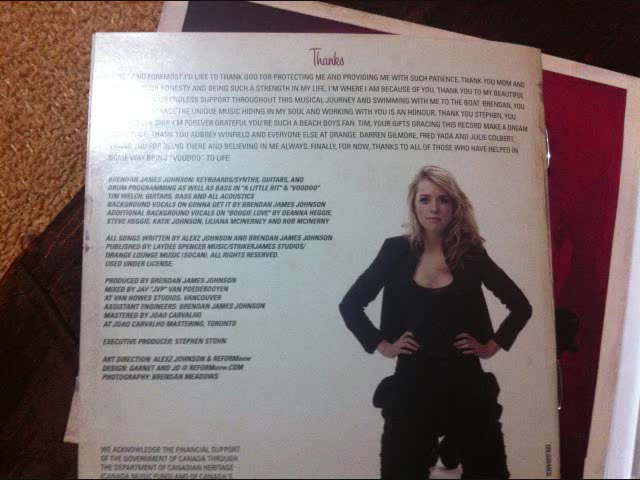 Thanks
FIRST AND FOREMOST I'D LIKE TO THANK GOD FOR PROTECTING ME AND PROVIDING ME WITH SUCH PATIENCE. THANK YOU MOM AND
HONESTY AND BEING SUCH A STRENGTH IN MY LIFE, I'M WHERE I AM BECAUSE OF YOU. THANK YOU TO MY BEAUTIFUL
ENDLESS SUPPORT THROUGHOUT THIS MUSICAL JOURNEY AND SWIMMING WITH ME TO THE BOAT. BRENDAN, YOU
THE UNIQUE MUSIC HIDING IN MY SOUL AND WORKING WITH YOU IS AN HONOUR. THANK YOU STEPHEN, YOU
I'M FOREVER GRATEFUL YOU'RE SUCH A BEACH BOYS FAN. TIM, YOUR GIFTS GRACING THIS RECORD MAKE A DREAM
THANK YOU AUBREY WINFIELD AND EVERYONE ELSE AT ORANGE. DARREN GILMORE, FRED YADA AND JULIE COLBERT,
YOU FOR BEING THERE AND BELIEVING IN ME ALWAYS. FINALLY, FOR NOW, THANKS TO ALL OF THOSE WHO HAVE HELPED IN
SOME WAY BRING "VOODOO" TO LIFE.
BRENDAN JAMES JOHNSON: KEYBOARDS/SYNTHS, GUITARS, AND
DRUM PROGRAMMING AS WELL AS BASS IN "A LITTLE BIT" & "VOODOO"
TIM WELCH: GUITARS, BASS AND ALL ACOUSTICS
BACKGROUND VOCALS ON GONNA GET IT BY BRENDAN JAMES JOHNSON
ADDITIONAL BACKGROUND VOCALS ON "BOOGIE LOVE" BY DEANNA HEGGIE,
STEVE HEGGIE, KATIE JOHNSON, LILIANA MCINERNEY AND ROB MCINERNY
ALL SONGS WRITTEN BY ALEXZ JOHNSON AND BRENDAN JAMES JOHNSON
PUBLISHED BY: LAYDEE SPENCER MUSIC/STRIKERJAMES STUDIOS/
ORANGE LOUNGE MUSIC (SOCAN). ALL RIGHTS RESERVED.
USED UNDER LICENSE.
PRODUCED BY BRENDAN JAMES JOHNSON
MIXED BY JAY "JVP" VAN POEDEROOYEN
AT VAN HOWES STUDIOS, VANCOUVER
ASSISTANT ENGINEERS: BRENDAN JAMES JOHNSON
MASTERED BY JOAO CARVALHO
AT JOAO CARVALHO MASTERING, TORONTO
EXECUTIVE PRODUCER: STEPHEN STOHN
ART DIRECTION: ALEXZ JOHNSON & REFORMavw
DESIGN: GARNET AND JD @ REFORMavw.COM
PHOTOGRAPHY: BRENDAN MEADOWS
WE ACKNOWLEDGE THE FINANCIAL SUPPORT
OF THE GOVERNMENT OF CANADA THROUGH
THE DEPARTMENT OF CANADIAN HERITAGE
(CANADA MUSIC FUND) AND OF CANADA'S